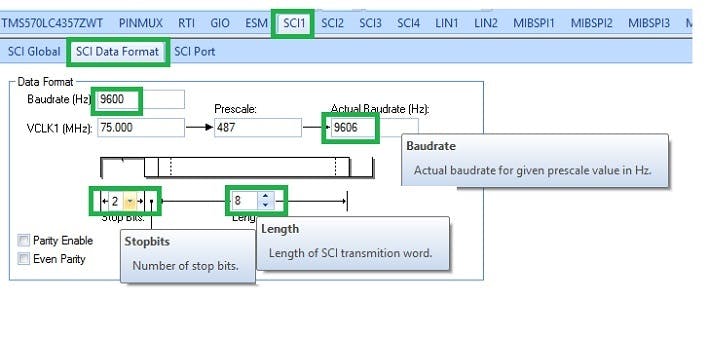 TMS570LC4357ZWT PINMUX RTI GIO ESM SCI1 SCI2 SCI3 SCI4 LIN1 LIN2 MIBSPI1 MIBSPI2 MIBSPI3
SCI Global SCI Data Format SCI Port
Data Format
Baudrate (Hz) 9600
Prescale: Actual Baudrate (Hz):
VCLK1 (MHz): 75.000 487 9606
Baudrate
Actual baudrate for given prescale value in Hz.
2 8
Stop Bits:
Parity Enable
Even Parity
Stopbits
Number of stop bits.
Length
Length of SCI transmition word.